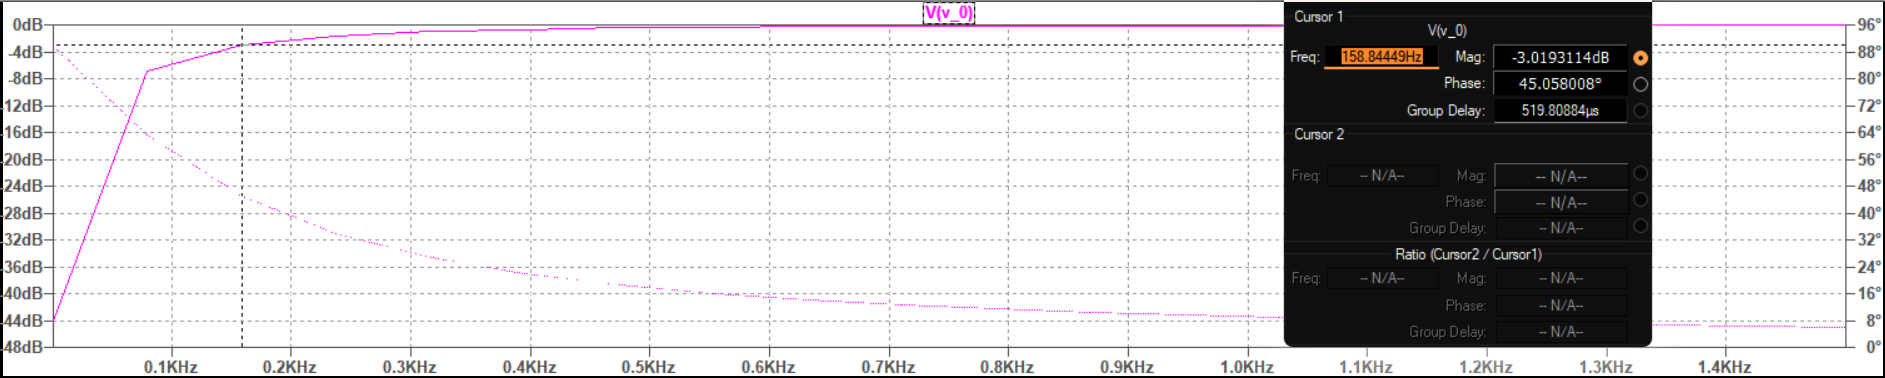 V(v_0)
0dB
-4dB
-8dB
12dB
16dB
20dB
24dB
28dB
32dB
36dB
40dB
44dB
48dB
0.1KHz 0.2KHz 0.3KHz 0.4KHz 0.5KHz 0.6KHz 0.7KHz 0.8KHz 0.9KHz 1.0KHz 1.1KHz 1.2KHz 1.3KHz 1.4KHz
96°
88°
80°
72°
64°
56°
48°
40°
32°
24°
16°
8°
0°
Cursor 1
V(v_0)
Freq: 158.84449Hz Mag: -3.0193114dB
Phase: 45.058008°
Group Delay: 519.80884µs
Cursor 2
Freq: -- N/A-- Mag: -- N/A--
Phase: -- N/A--
Group Delay: -- N/A--
Ratio (Cursor2 / Cursor1)
Freq: -- N/A-- Mag: -- N/A--
Phase: -- N/A--
Group Delay: -- N/A--